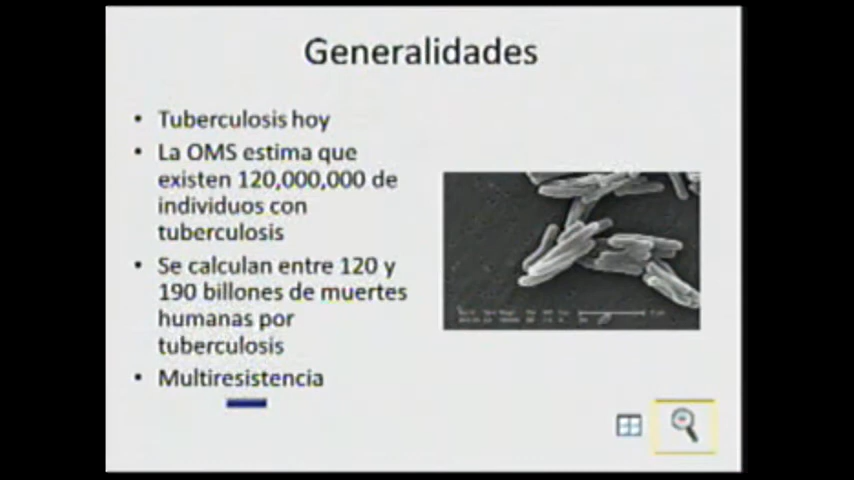 Generalidades
• Tuberculosis hoy
• La OMS estima que
existen 120,000,000 de
individuos con
tuberculosis
• Se calculan entre 120 y
190 billones de muertes
humanas por
tuberculosis
• Multiresistencia